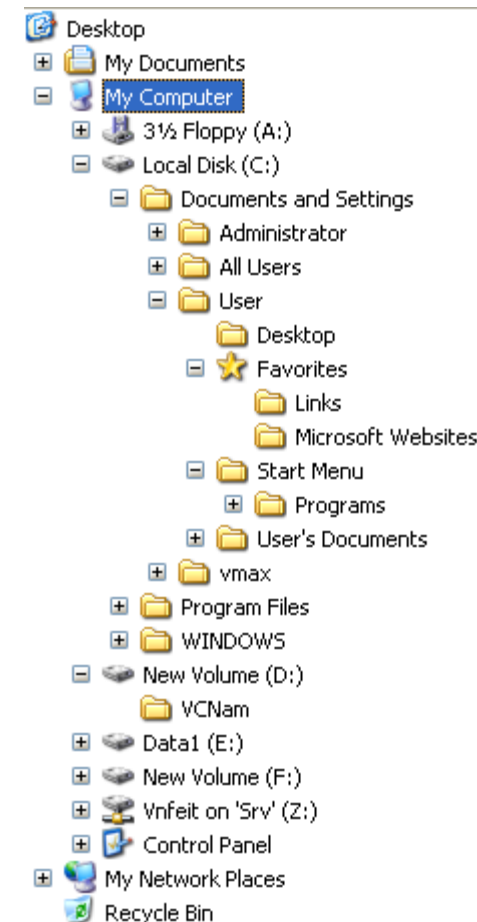 Desktop
My Documents
My Computer
3½ Floppy (A:)
Local Disk (C:)
Documents and Settings
Administrator
All Users
User
Desktop
Favorites
Links
Microsoft Websites
Start Menu
Programs
User's Documents
vmax
Program Files
WINDOWS
New Volume (D:)
VCNam
Data1 (E:)
New Volume (F:)
Vnfeit on 'Srv' (Z:)
Control Panel
My Network Places
Recycle Bin